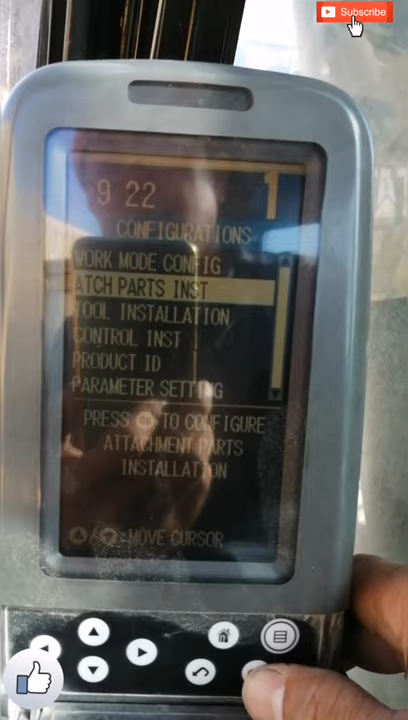 Subscribe
9 22
1
CONFIGURATIONS
WORK MODE CONFIG
ATCH PARTS INST
TOOL INSTALLATION
CONTROL INST
PRODUCT ID
PARAMETER SETTING
PRESS OK TO CONFIGURE
ATTACHMENT PARTS
INSTALLATION
/ :MOVE CURSOR